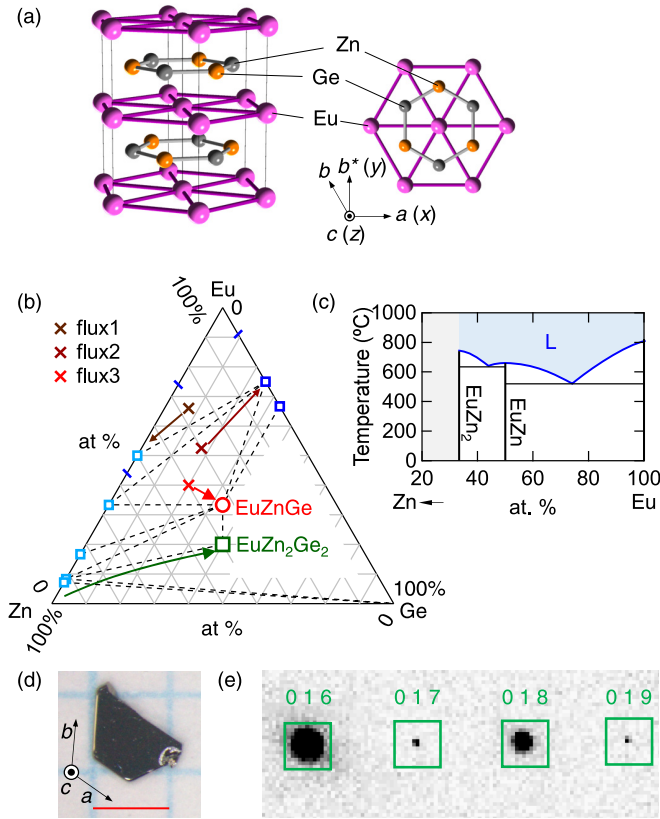 (a)
Zn
Ge
Eu
b
b* (y)
a (x)
c (z)
(b)
Eu
100%
0
flux1
flux2
flux3
at %
EuZnGe
EuZn₂Ge₂
0
Zn
100%
at %
100%
Ge
0
(c)
1000
800
600
400
200
0
Temperature (ºC)
L
EuZn₂
EuZn
20
40
60
80
100
Zn
at. %
Eu
(d)
b
c
a
(e)
0 1 6
0 1 7
0 1 8
0 1 9